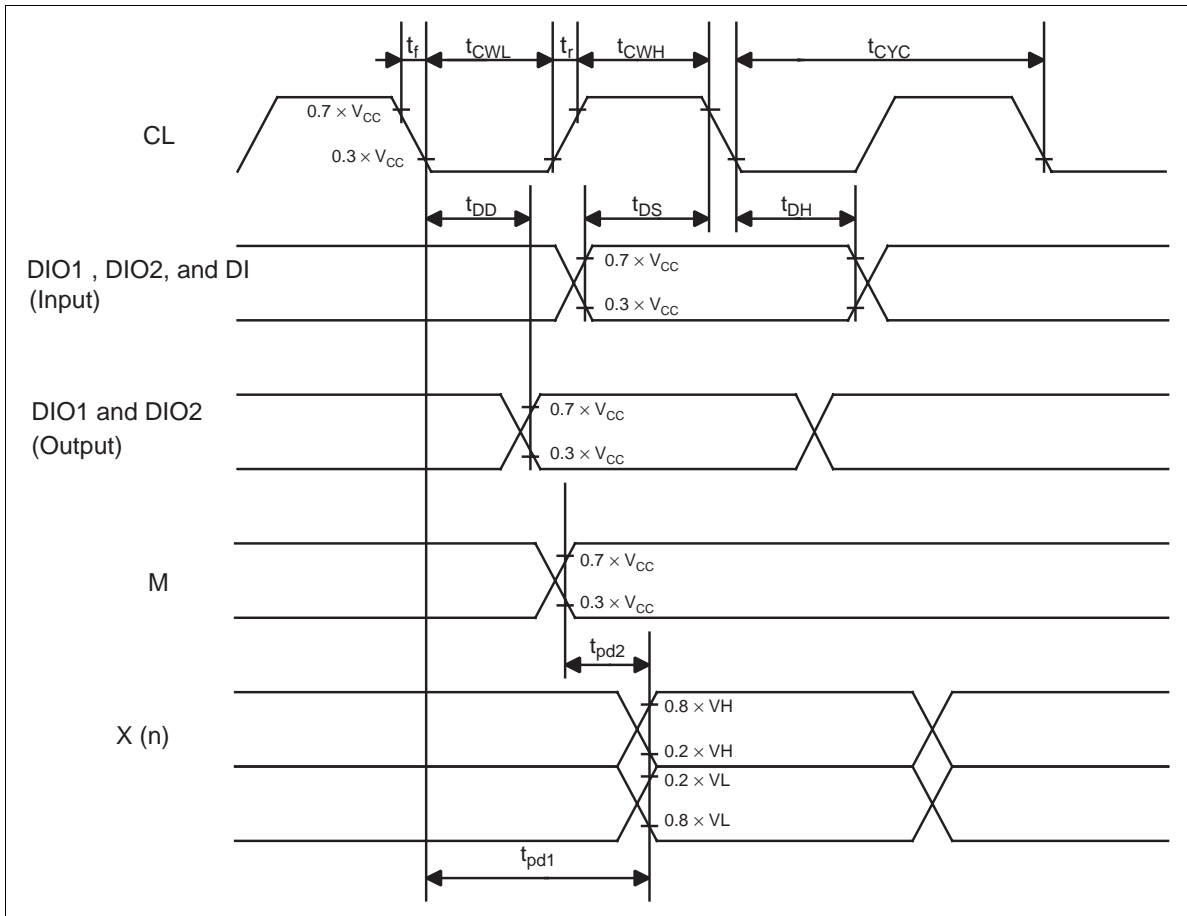 tf tCWL tr tCWH tCYC
0.7 × VCC
CL
0.3 × VCC
tDD tDS tDH
DIO1 , DIO2, and DI
(Input)
0.7 × VCC
0.3 × VCC
DIO1 and DIO2
(Output)
0.7 × VCC
0.3 × VCC
M
0.7 × VCC
0.3 × VCC
tpd2
X (n)
0.8 × VH
0.2 × VH
0.2 × VL
0.8 × VL
tpd1